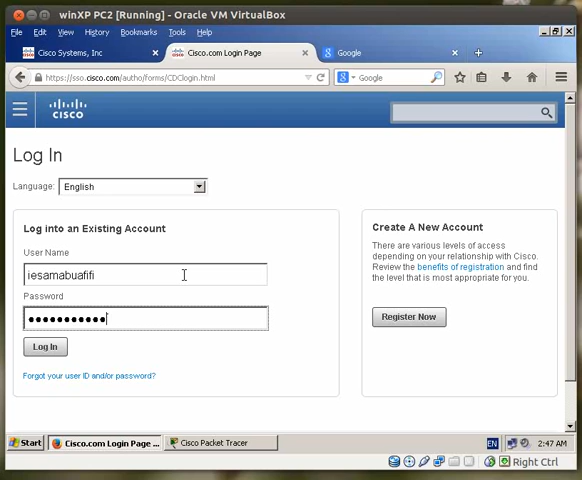 winXP PC2 [Running] - Oracle VM VirtualBox
File Edit View History Bookmarks Tools Help
Cisco Systems, Inc
Cisco.com Login Page
Google
https://sso.cisco.com/autho/forms/CDClogin.html
Google
CISCO
Log In
Language: English
Log into an Existing Account
User Name
iesamabuafifi
Password
Log In
Forgot your user ID and/or password?
Create A New Account
There are various levels of access
depending on your relationship with Cisco.
Review the benefits of registration and find
the level that is most appropriate for you.
Register Now
Start
Cisco.com Login Page ...
Cisco Packet Tracer
EN
2:47 AM
Right Ctrl